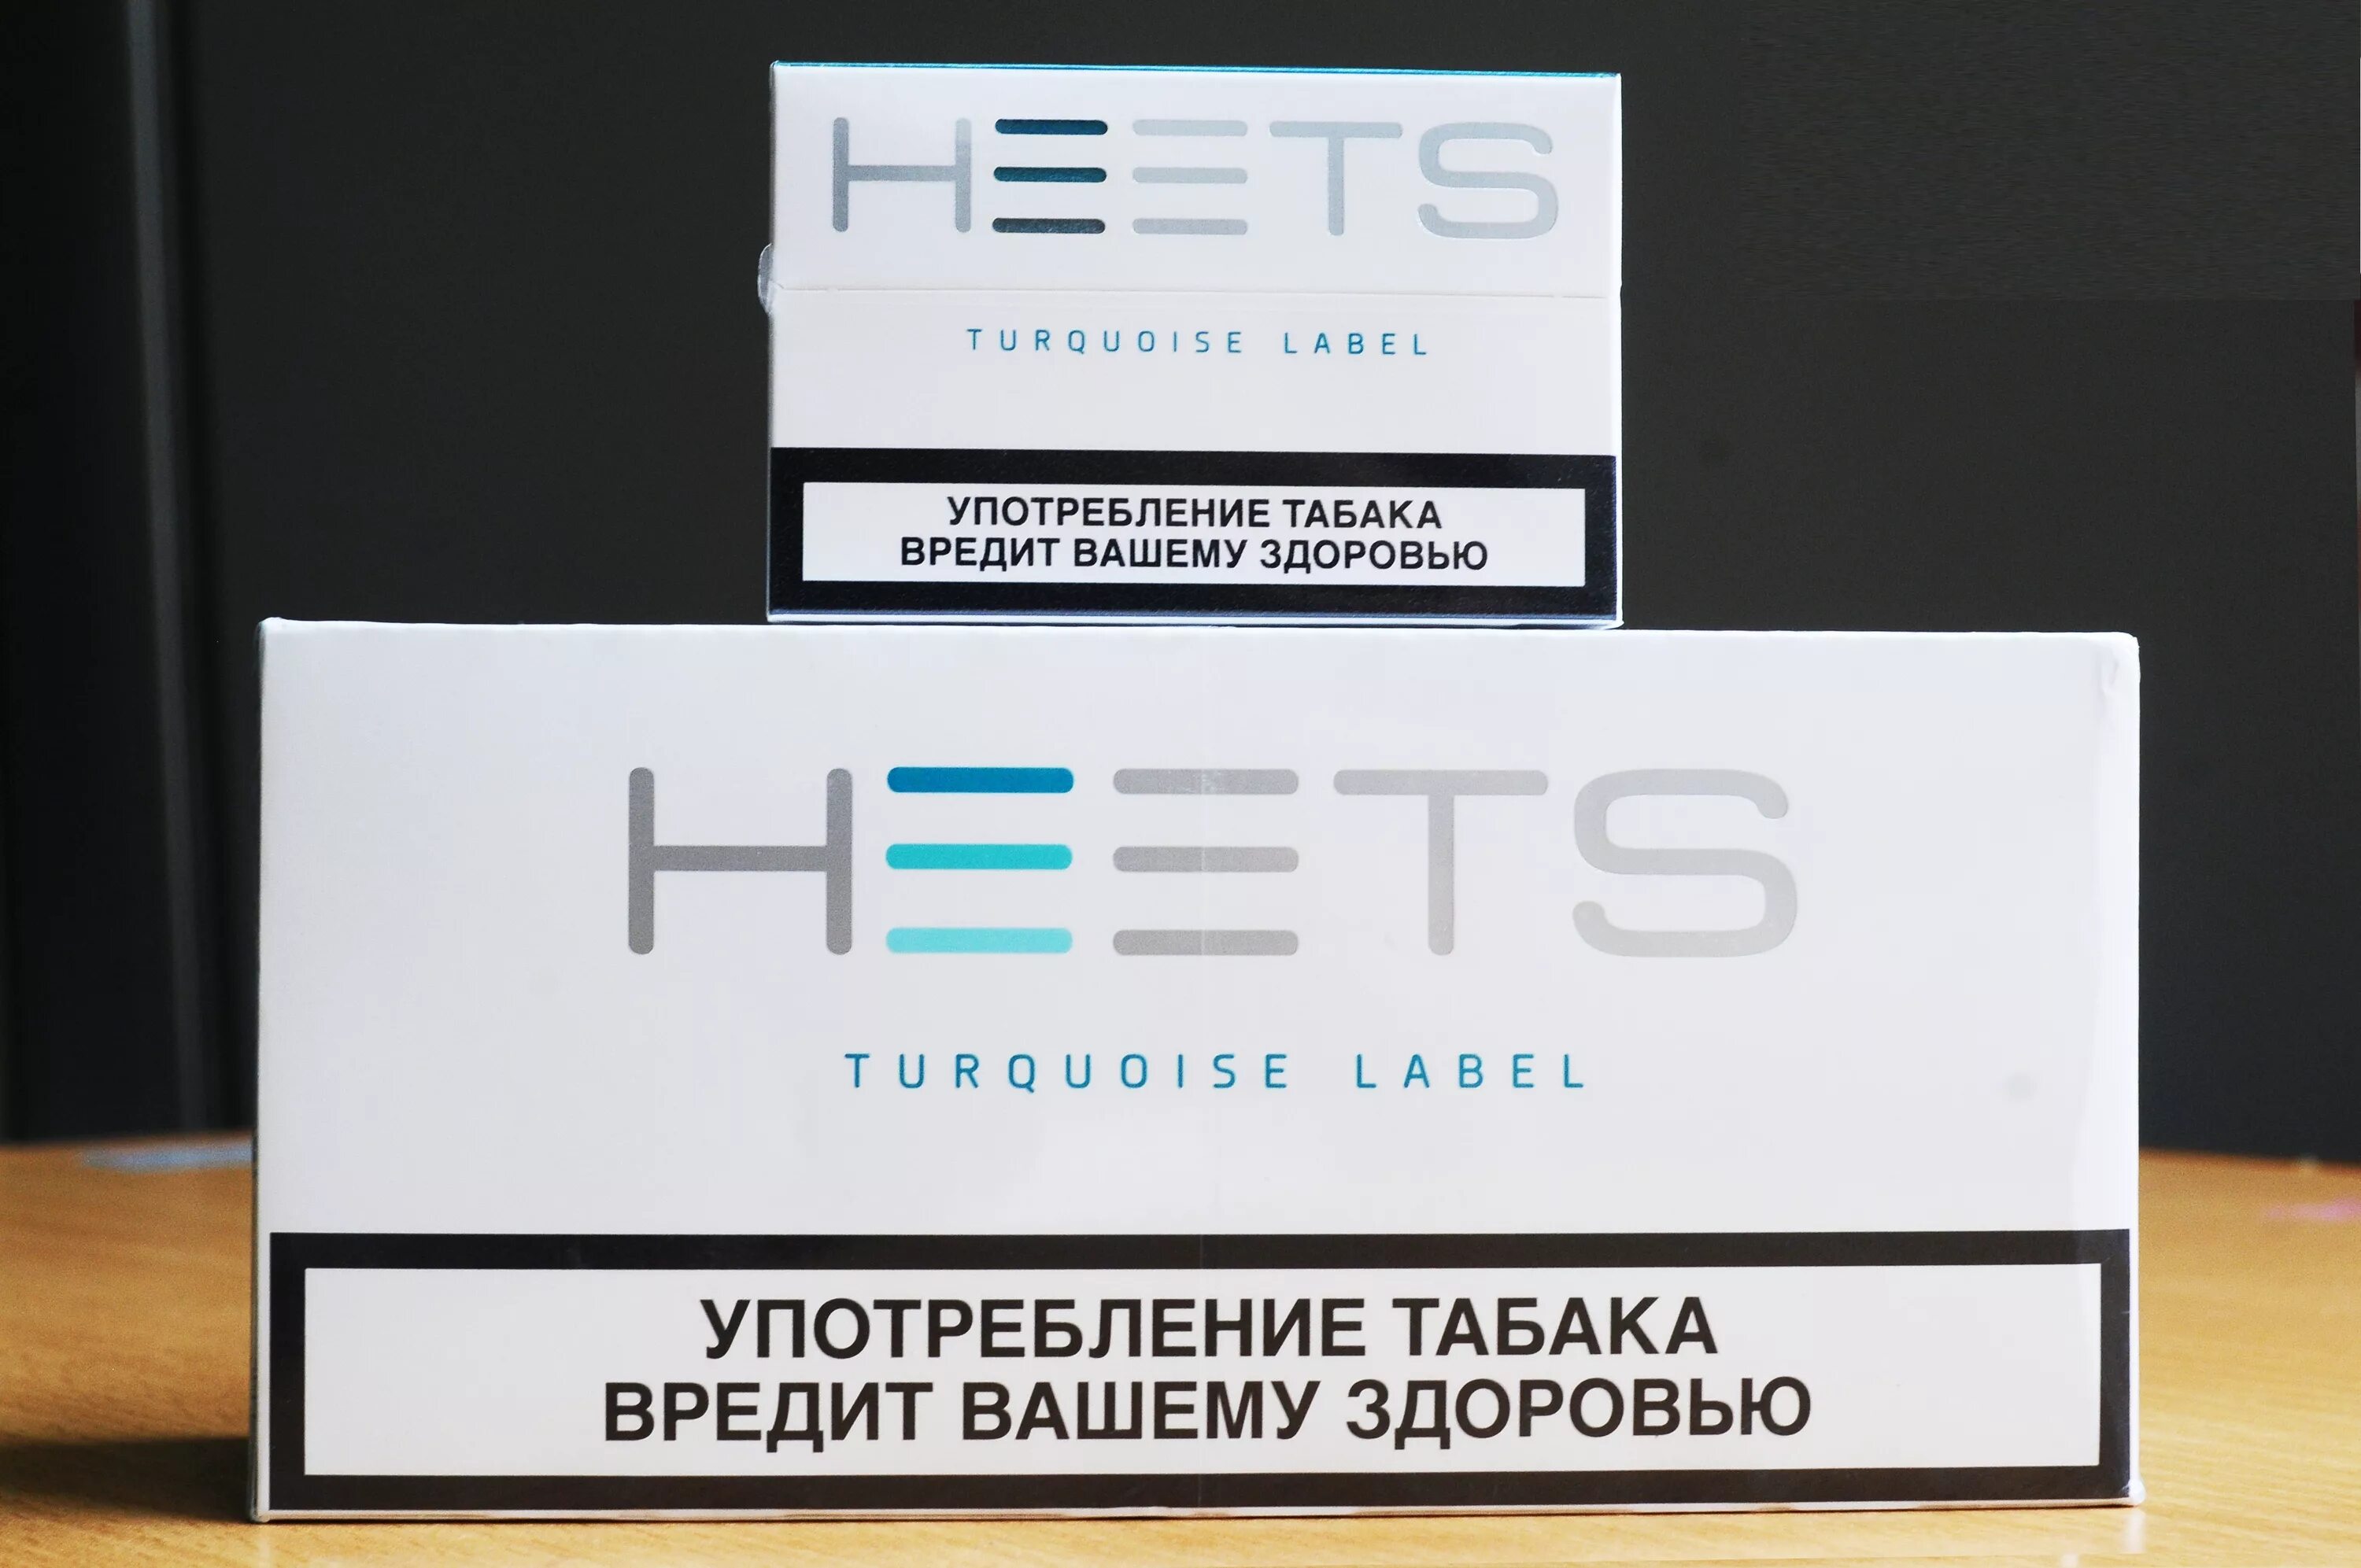 HEETS
TURQUOISE LABEL
УПОТРЕБЛЕНИЕ ТАБАКА
ВРЕДИТ ВАШЕМУ ЗДОРОВЬЮ
HEETS
TURQUOISE LABEL
УПОТРЕБЛЕНИЕ ТАБАКА
ВРЕДИТ ВАШЕМУ ЗДОРОВЬЮ